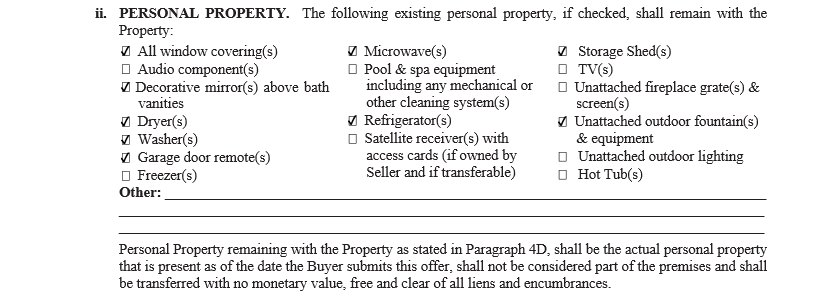 ii. PERSONAL PROPERTY. The following existing personal property, if checked, shall remain with the
Property:
☑ All window covering(s)
☐ Audio component(s)
☑ Decorative mirror(s) above bath
vanities
☑ Dryer(s)
☑ Washer(s)
☑ Garage door remote(s)
☐ Freezer(s)
☑ Microwave(s)
☐ Pool & spa equipment
including any mechanical or
other cleaning system(s)
☑ Refrigerator(s)
☐ Satellite receiver(s) with
access cards (if owned by
Seller and if transferable)
☑ Storage Shed(s)
☐ TV(s)
☐ Unattached fireplace grate(s) &
screen(s)
☑ Unattached outdoor fountain(s)
& equipment
☐ Unattached outdoor lighting
☐ Hot Tub(s)
Other:
Personal Property remaining with the Property as stated in Paragraph 4D, shall be the actual personal property
that is present as of the date the Buyer submits this offer, shall not be considered part of the premises and shall
be transferred with no monetary value, free and clear of all liens and encumbrances.